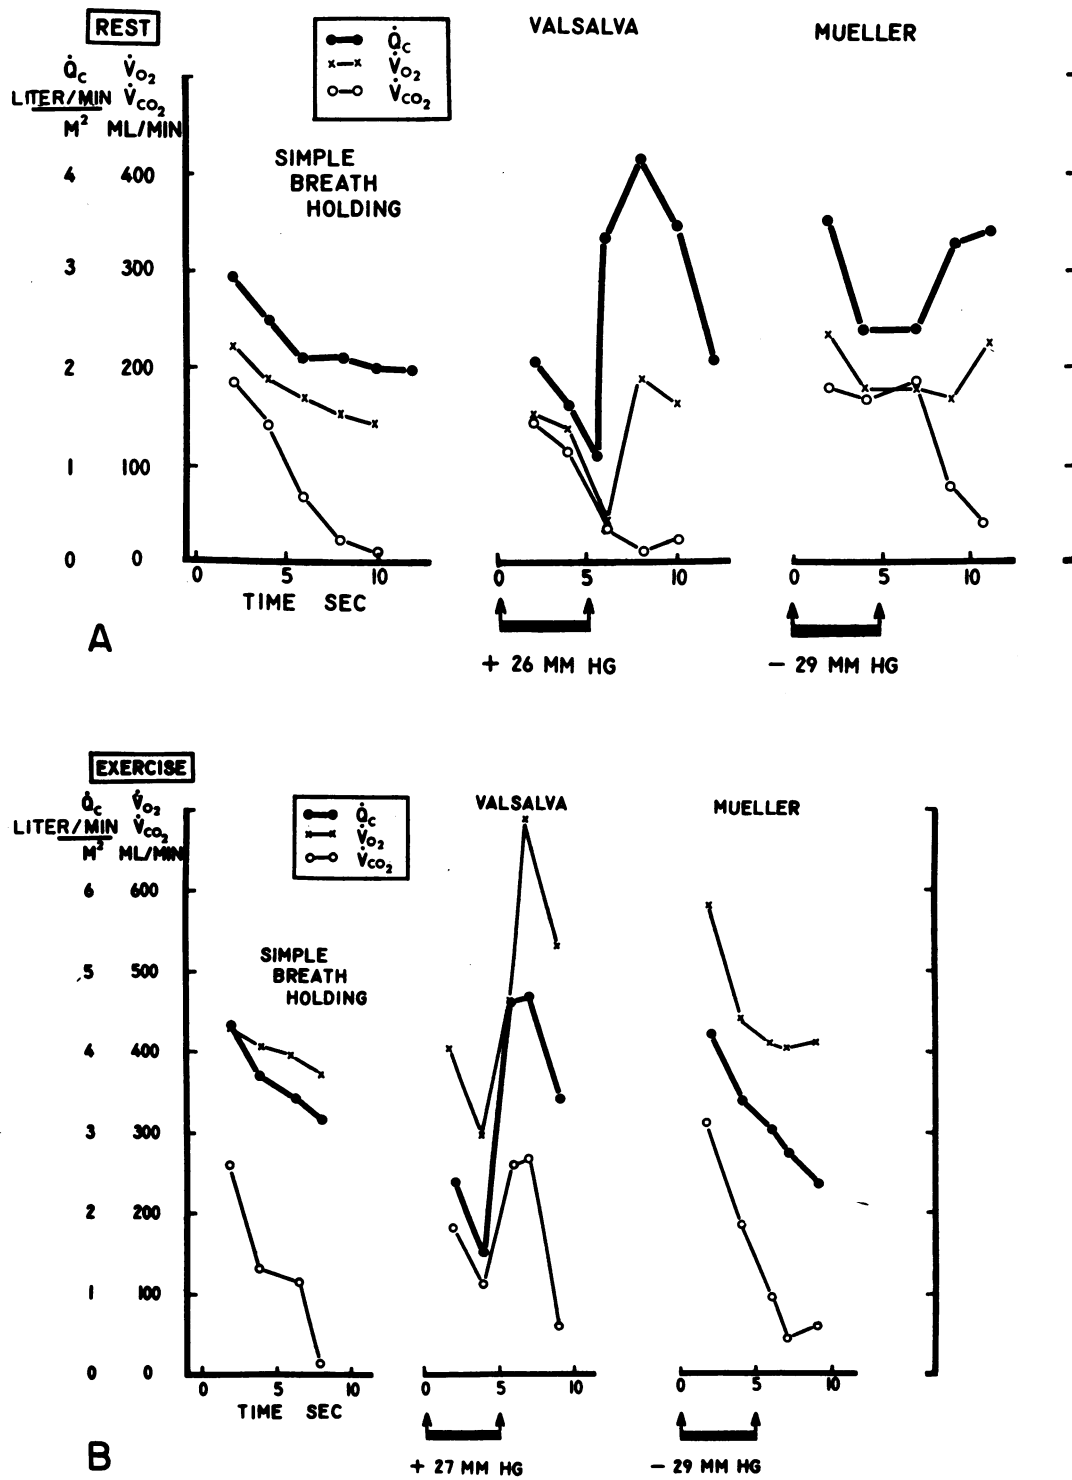 REST
Q̇C V̇O2
LITER/MIN V̇CO2
M² ML/MIN
Q̇C
V̇O2
V̇CO2
VALSALVA
MUELLER
SIMPLE
BREATH
HOLDING
4 400
3 300
2 200
1 100
0 0
0 5 10
TIME SEC
0 5 10
0 5 10
+ 26 MM HG
− 29 MM HG
A
EXERCISE
Q̇C V̇O2
LITER/MIN V̇CO2
M² ML/MIN
Q̇C
V̇O2
V̇CO2
VALSALVA
MUELLER
SIMPLE
BREATH
HOLDING
6 600
5 500
4 400
3 300
2 200
1 100
0 0
0 5 10
TIME SEC
0 5 10
0 5 10
+ 27 MM HG
− 29 MM HG
B